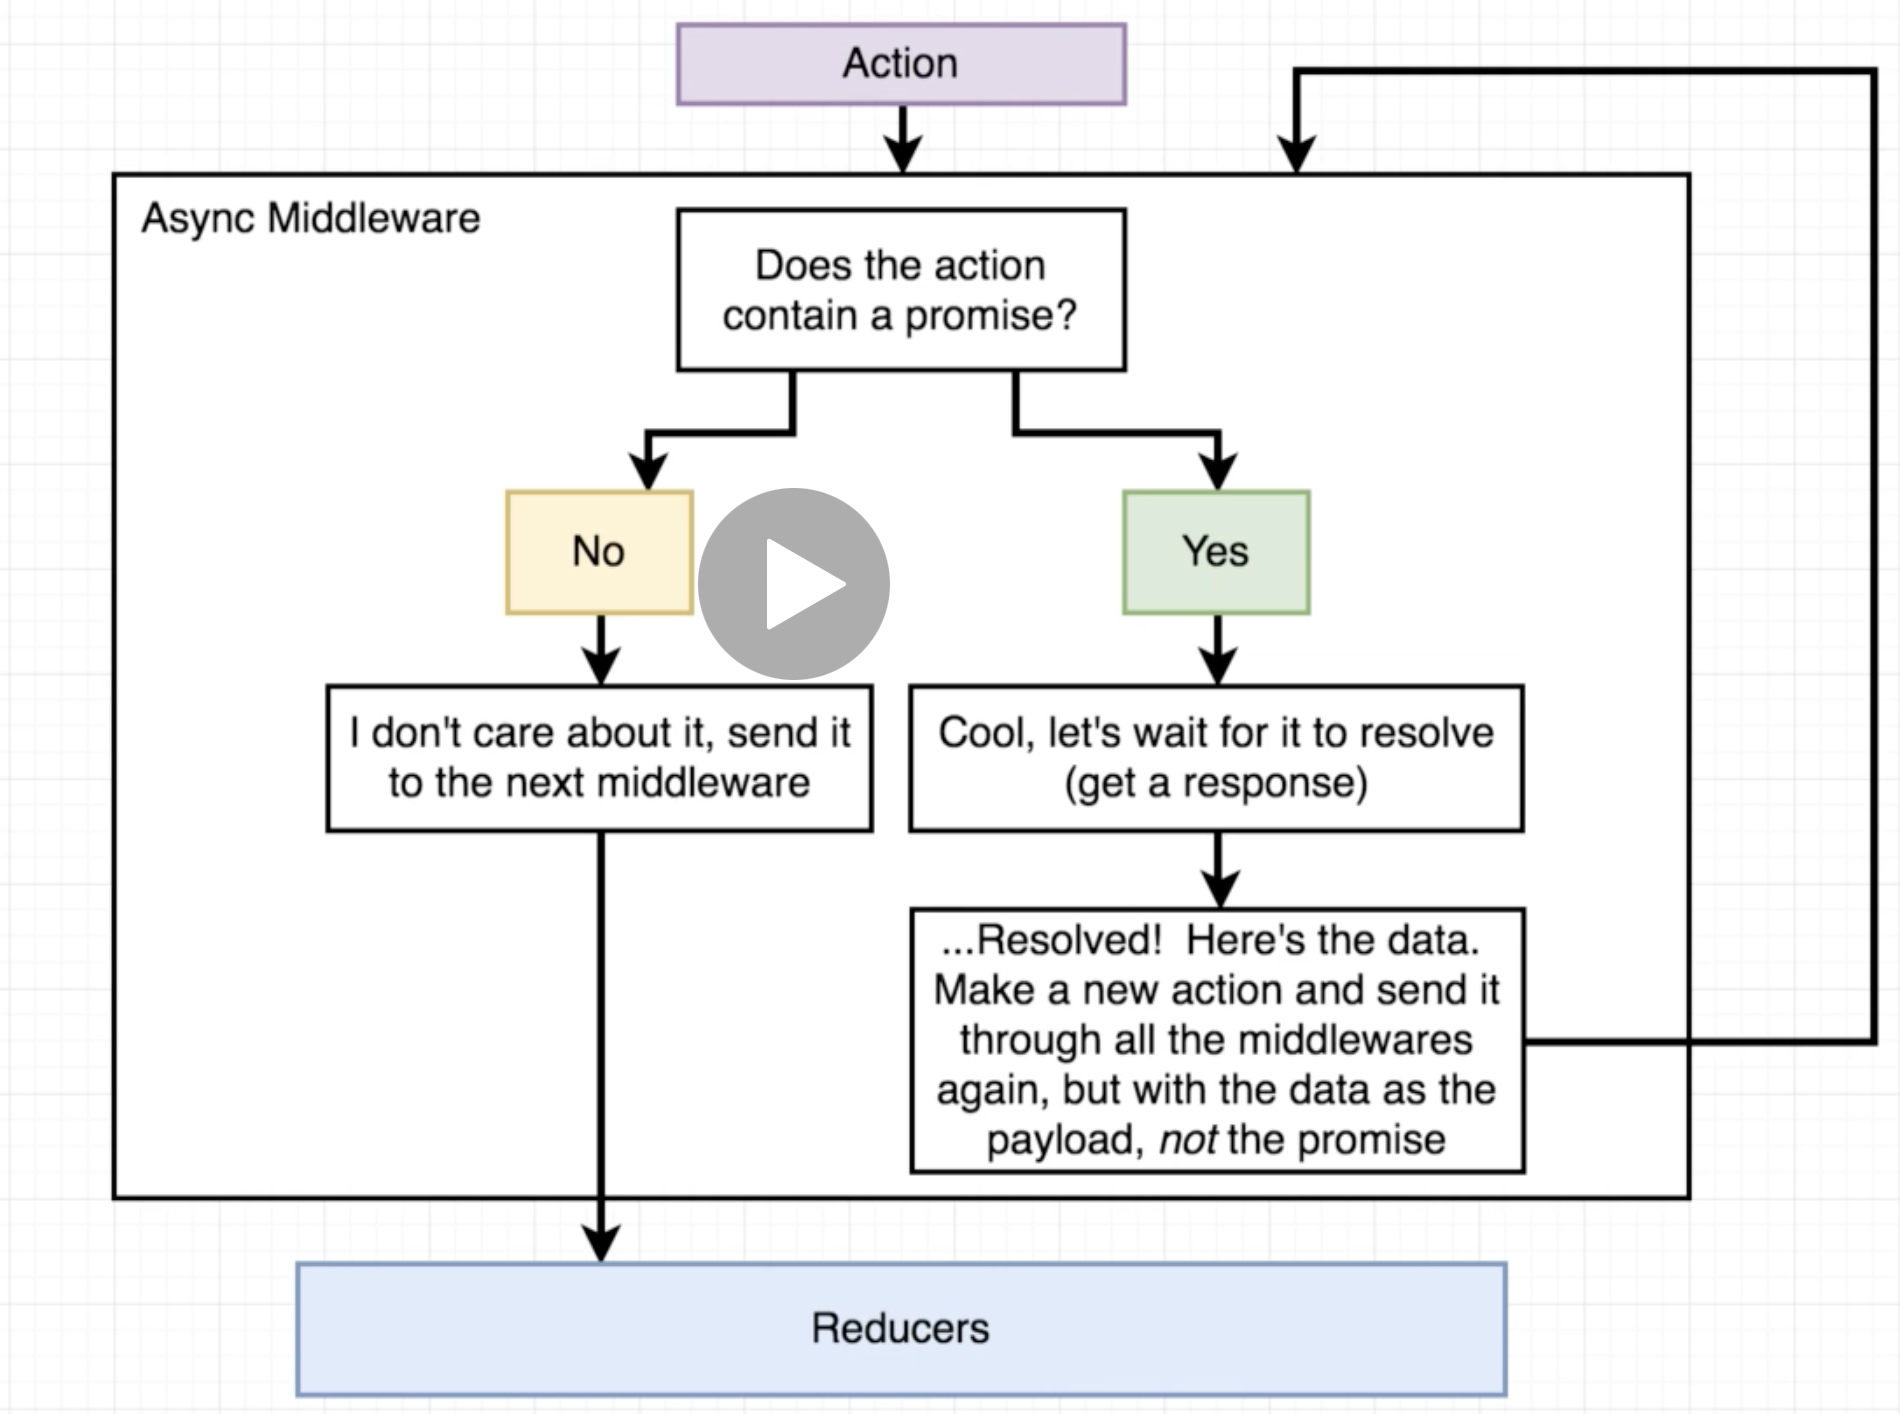 Action
Async Middleware
Does the action
contain a promise?
No
Yes
I don't care about it, send it
to the next middleware
Cool, let's wait for it to resolve
(get a response)
...Resolved!  Here's the data.
Make a new action and send it
through all the middlewares
again, but with the data as the
payload, not the promise
Reducers